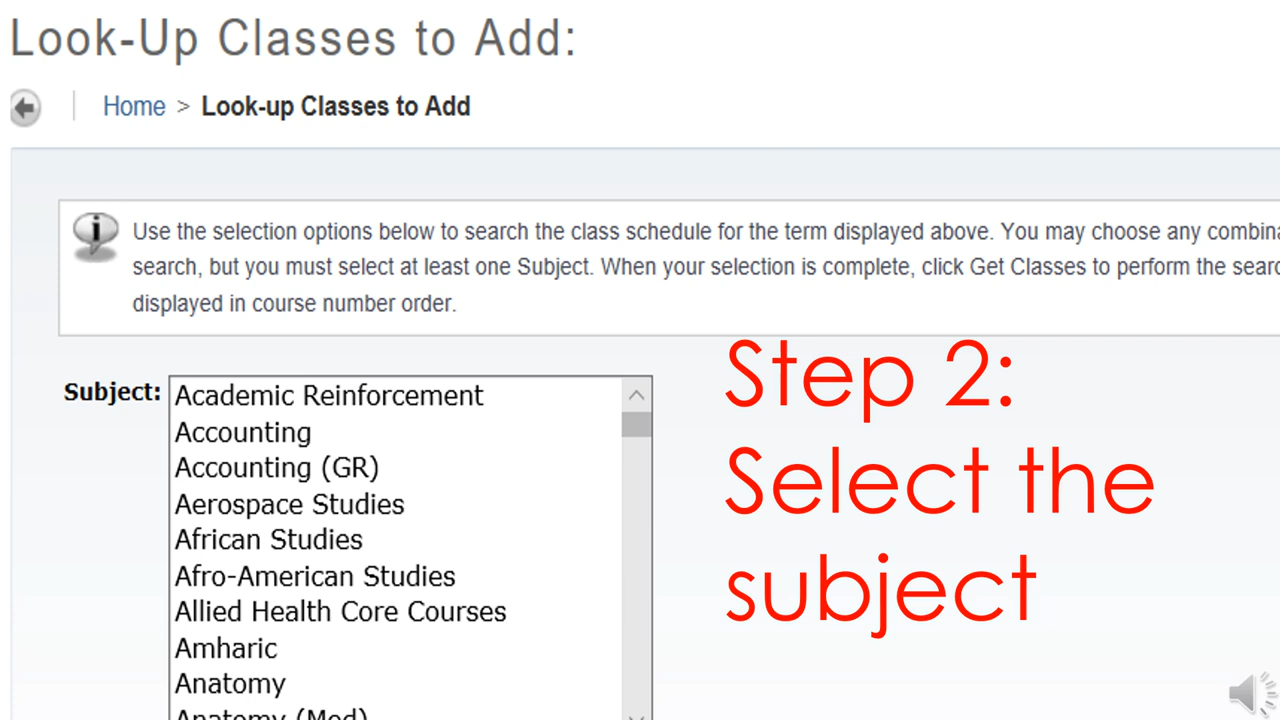 Look-Up Classes to Add:
Home > Look-up Classes to Add
i
Use the selection options below to search the class schedule for the term displayed above. You may choose any
search, but you must select at least one Subject. When your selection is complete, click Get Classes to perform the
displayed in course number order.
Subject:
Academic Reinforcement
Accounting
Accounting (GR)
Aerospace Studies
African Studies
Afro-American Studies
Allied Health Core Courses
Amharic
Anatomy
Anatomy (Med)
Step 2:
Select the
subject